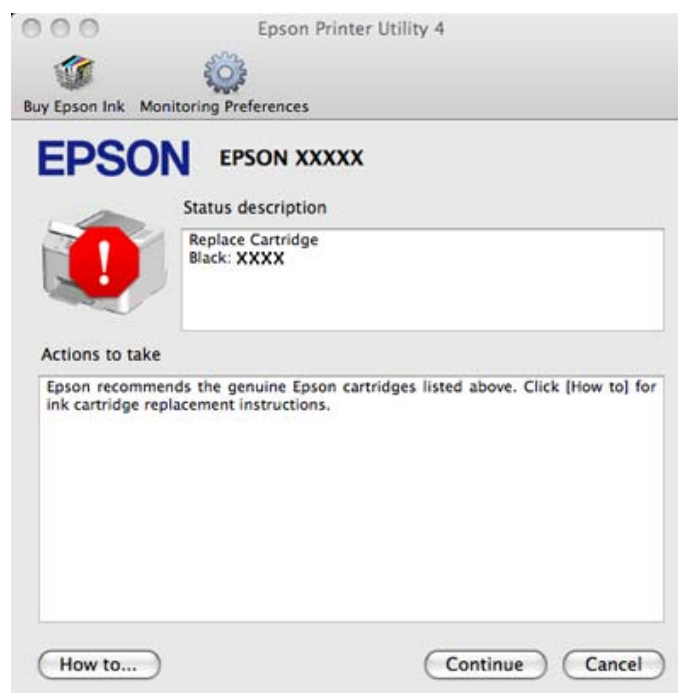 Epson Printer Utility 4
Buy Epson Ink Monitoring Preferences
EPSON EPSON XXXXX
Status description
Replace Cartridge
Black: XXXX
Actions to take
Epson recommends the genuine Epson cartridges listed above. Click [How to] for
ink cartridge replacement instructions.
How to... Continue Cancel